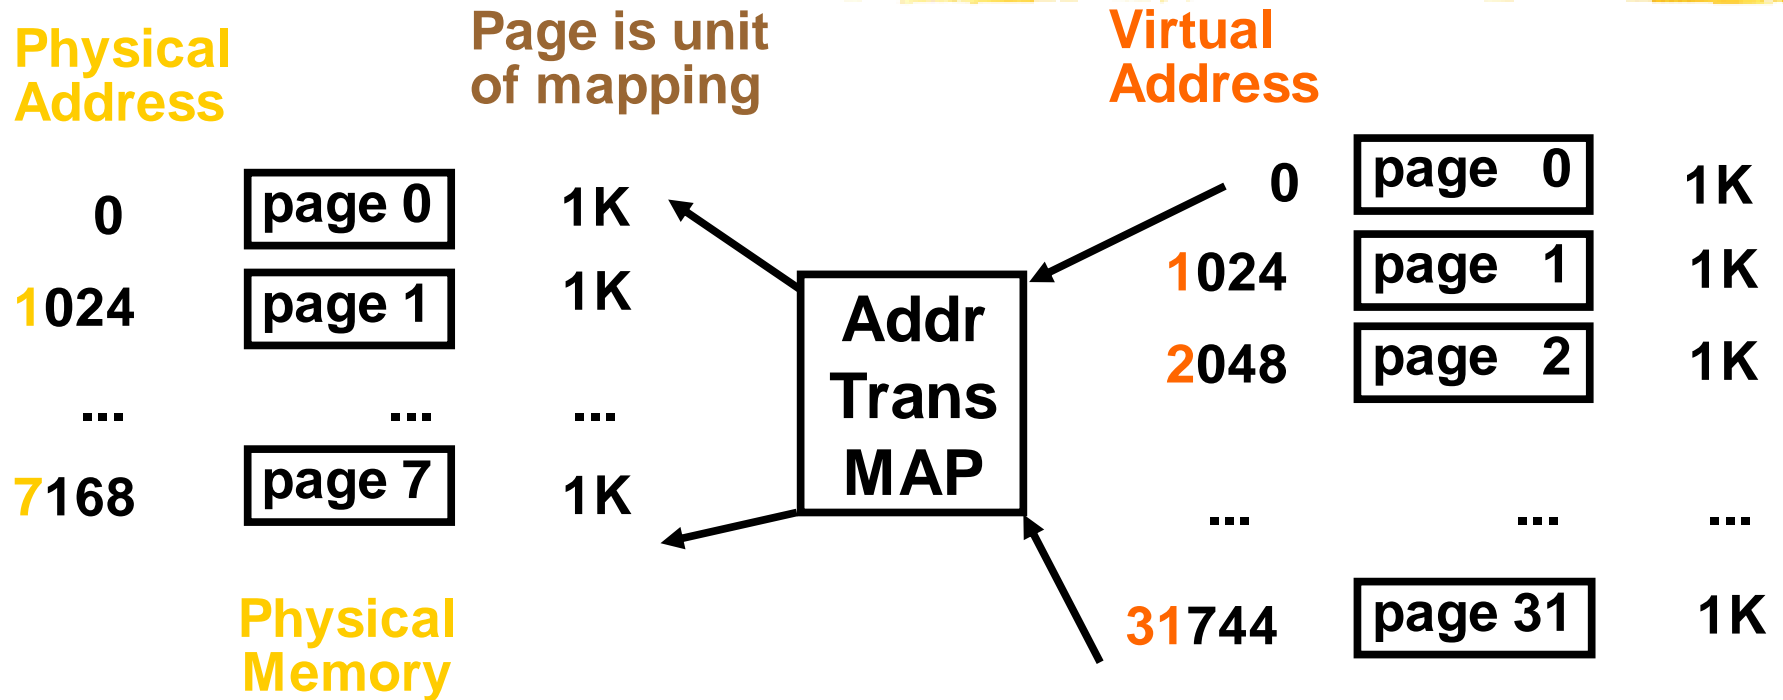 Physical
Address
Page is unit
of mapping
Virtual
Address
0 page 0 1K
1024 page 1 1K
... ... ...
7168 page 7 1K
Physical
Memory
Addr
Trans
MAP
0 page 0 1K
1024 page 1 1K
2048 page 2 1K
... ... ...
31744 page 31 1K